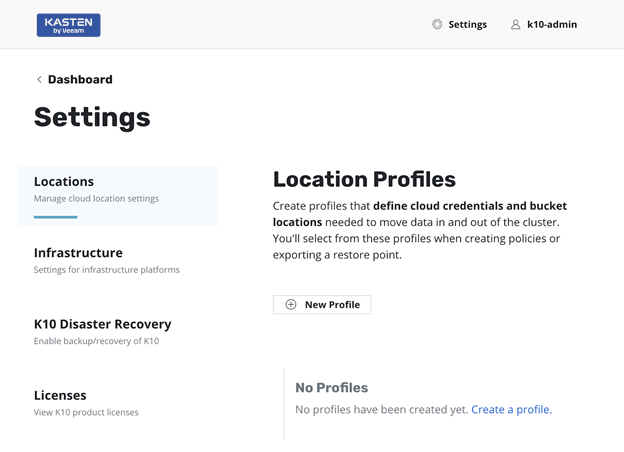 KASTEN
by Veeam
Settings
k10-admin
Dashboard
Settings
Locations
Manage cloud location settings
Infrastructure
Settings for infrastructure platforms
K10 Disaster Recovery
Enable backup/recovery of K10
Licenses
View K10 product licenses
Location Profiles
Create profiles that define cloud credentials and bucket
locations needed to move data in and out of the cluster.
You'll select from these profiles when creating policies or
exporting a restore point.
New Profile
No Profiles
No profiles have been created yet. Create a profile.